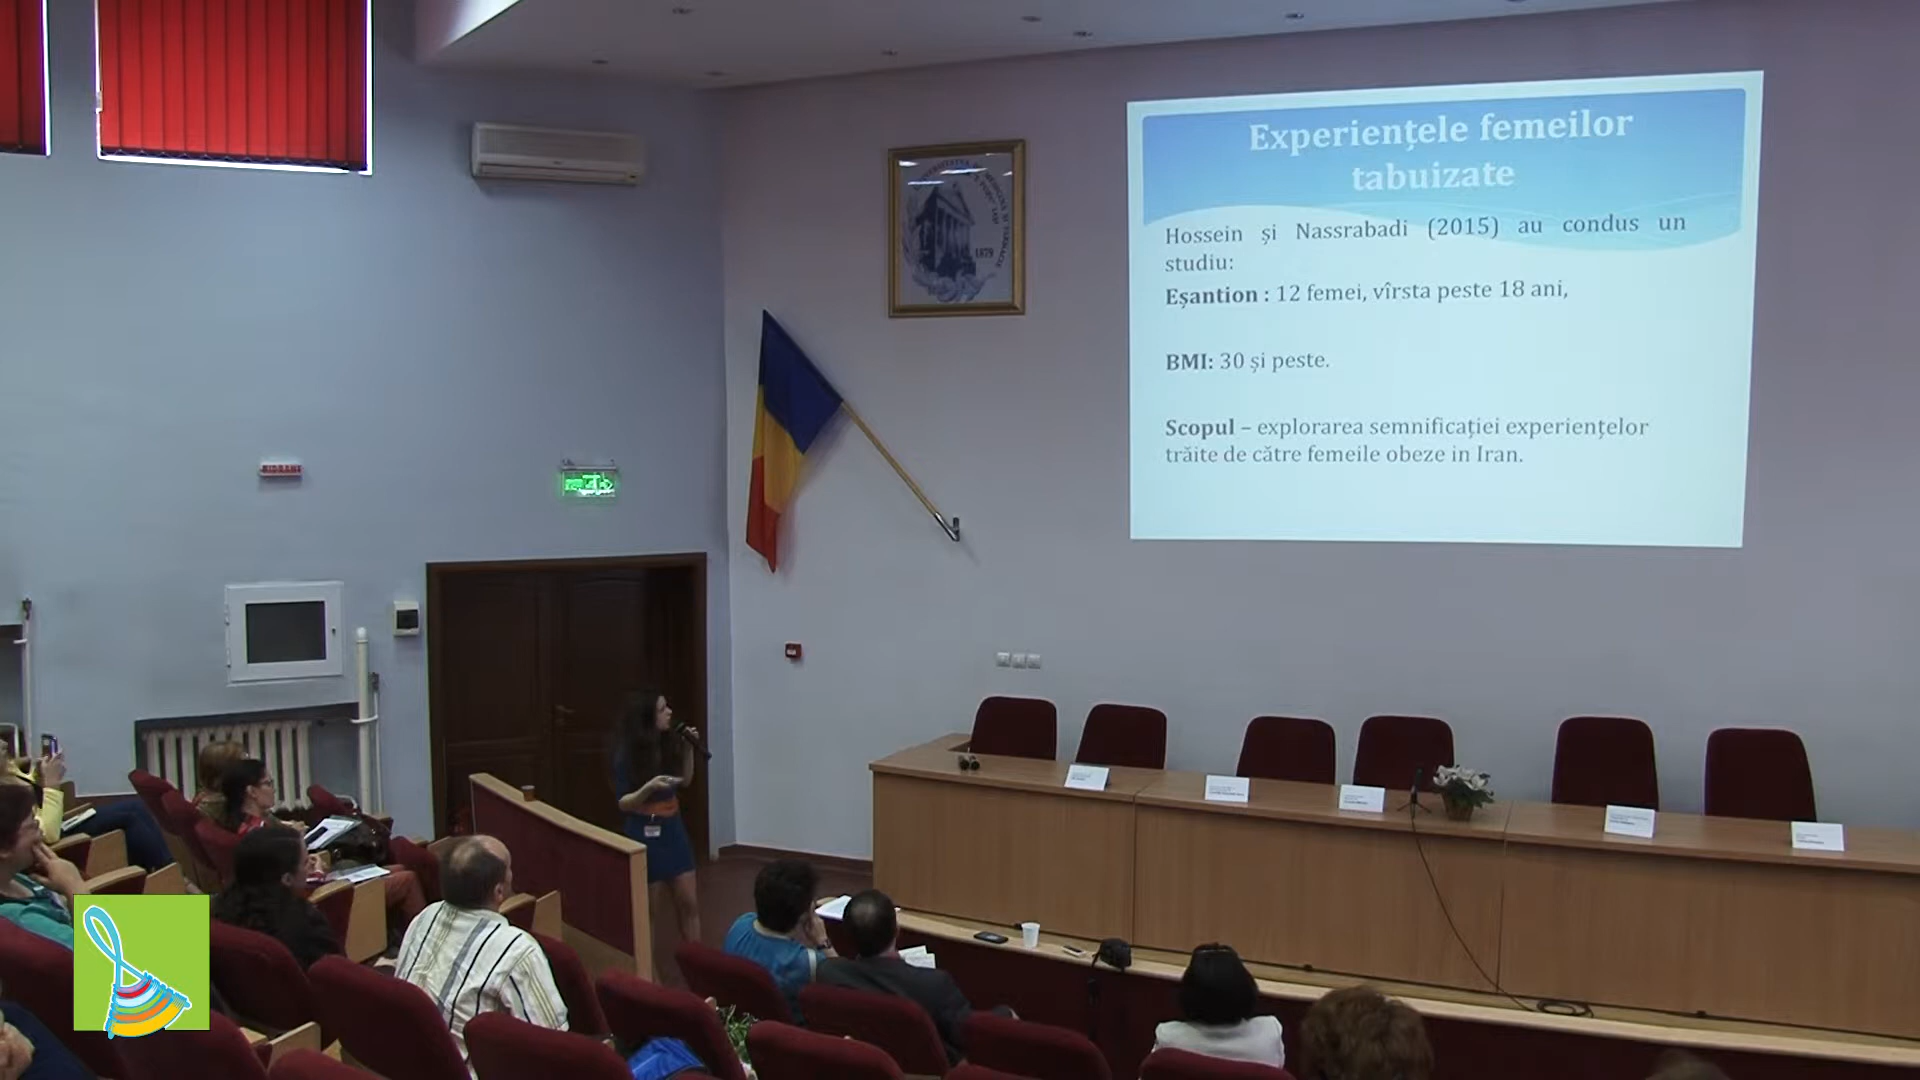 Experiențele femeilor
tabuizate
Hossein și Nassrabadi (2015) au condus un
studiu:
Eșantion : 12 femei, vîrsta peste 18 ani,
BMI: 30 și peste.
Scopul – explorarea semnificației experiențelor
trăite de către femeile obeze in Iran.
HIDRANT
1879